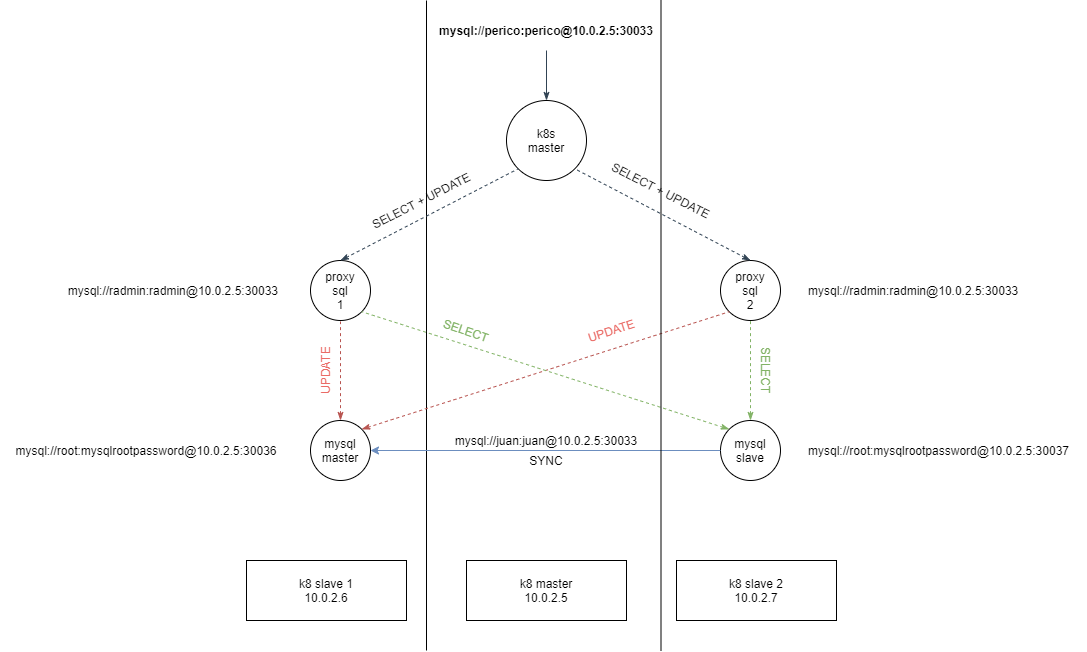 mysql://perico:perico@10.0.2.5:30033
k8s
master
SELECT + UPDATE
SELECT + UPDATE
mysql://radmin:radmin@10.0.2.5:30033
proxy
sql
1
proxy
sql
2
mysql://radmin:radmin@10.0.2.5:30033
SELECT
UPDATE
UPDATE
SELECT
mysql://root:mysqlrootpassword@10.0.2.5:30036
mysql
master
mysql://juan:juan@10.0.2.5:30033
SYNC
mysql
slave
mysql://root:mysqlrootpassword@10.0.2.5:30037
k8 slave 1
10.0.2.6
k8 master
10.0.2.5
k8 slave 2
10.0.2.7